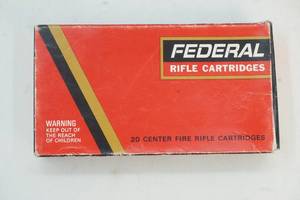 FEDERAL
RIFLE CARTRIDGES
WARNING
KEEP OUT OF
THE REACH
OF CHILDREN
20 CENTER FIRE RIFLE CARTRIDGES